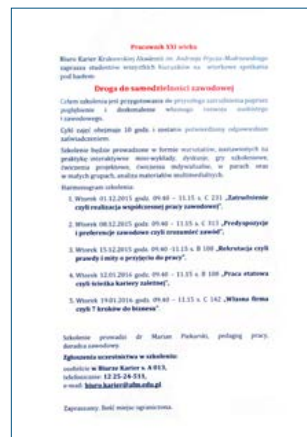 Pracownik XXI wieku
Biuro Karier Krakowskiej Akademii im. Andrzeja Frycza Modrzewskiego
zaprasza studentów wszystkich kierunków na wtorkowe spotkania
pod hasłem:
Droga do samodzielności zawodowej
Celem szkolenia jest przygotowanie do przyszłego zatrudnienia poprzez
pogłębienie i doskonalenie własnego rozwoju osobistego
i zawodowego.
Cykl zajęć obejmuje 10 godz. i zostanie potwierdzony odpowiednim
zaświadczeniem.
Szkolenie będzie prowadzone w formie warsztatów, nastawionych na
praktykę: interaktywne mini-wykłady, dyskusje, gry szkoleniowe,
ćwiczenia projektowe, ćwiczenia indywidualne, w parach oraz
w małych grupach, analiza materiałów multimedialnych.
Harmonogram szkolenia:
1. Wtorek 01.12.2015 godz. 09.40 – 11.15 s. C 231 „Zatrudnienie
czyli realizacja współczesnej pracy zawodowej”.
2. Wtorek 08.12.2015 godz. 09.40 – 11.15 s. C 313 „Predyspozycje
i preferencje zawodowe czyli zrozumieć zawód”.
3. Wtorek 15.12.2015 godz. 09.40 -11.15 s. B 108 „Rekrutacja czyli
prawdy i mity o przyjęciu do pracy”.
4. Wtorek 12.01.2016 godz. 09.40 – 11.15 s. B 108 „Praca etatowa
czyli ścieżka kariery zależnej”.
5. Wtorek 19.01.2016 godz. 09.40 – 11.15 s. C 142 „Własna firma
czyli 7 kroków do biznesu”.
Szkolenie prowadzi dr Marian Piekarski, pedagog pracy,
doradca zawodowy.
Zgłoszenia uczestnictwa w szkoleniu:
osobiście w Biurze Karier s. A 013,
telefonicznie: 12 25-24-533,
e-mail: biuro.karier@afm.edu.pl
Zapraszamy. Ilość miejsc ograniczona.